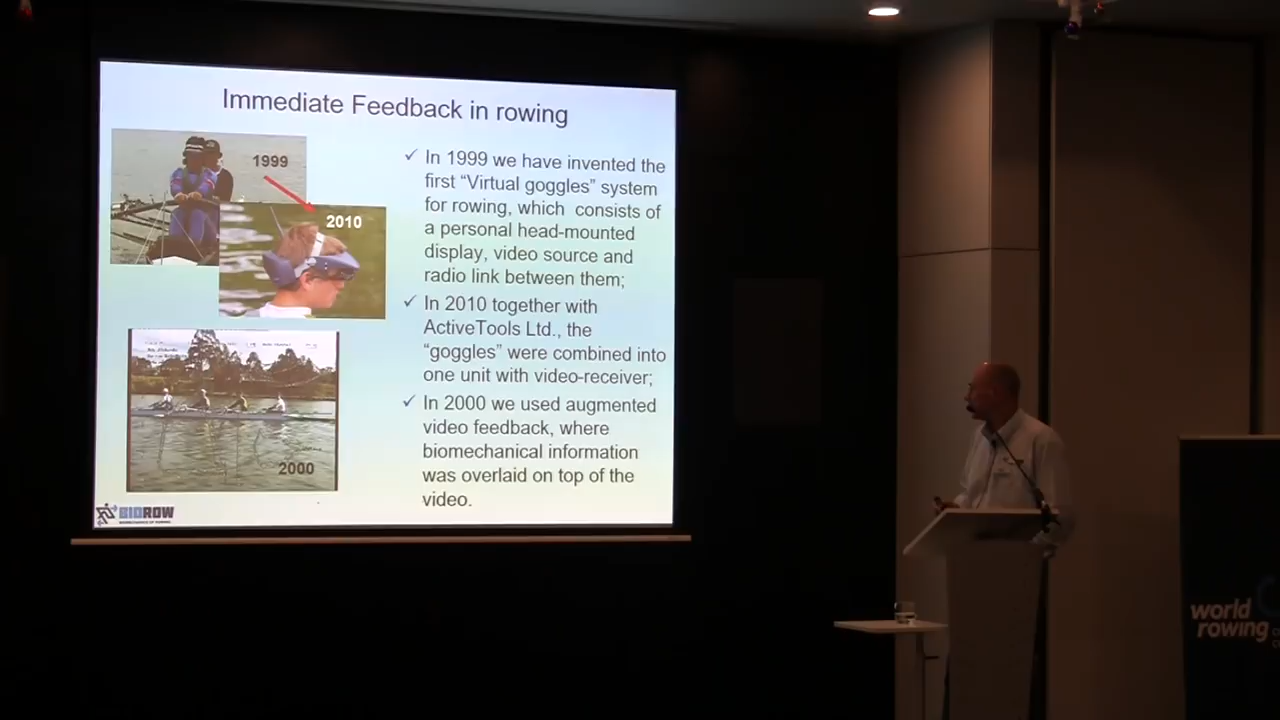 Immediate Feedback in rowing
1999
2010
2000
✓ In 1999 we have invented the
first “Virtual goggles” system
for rowing, which consists of
a personal head-mounted
display, video source and
radio link between them;
✓ In 2010 together with
ActiveTools Ltd., the
“goggles” were combined into
one unit with video-receiver;
✓ In 2000 we used augmented
video feedback, where
biomechanical information
was overlaid on top of the
video.
BIOROW
BIOMECHANICS OF ROWING
world
rowing